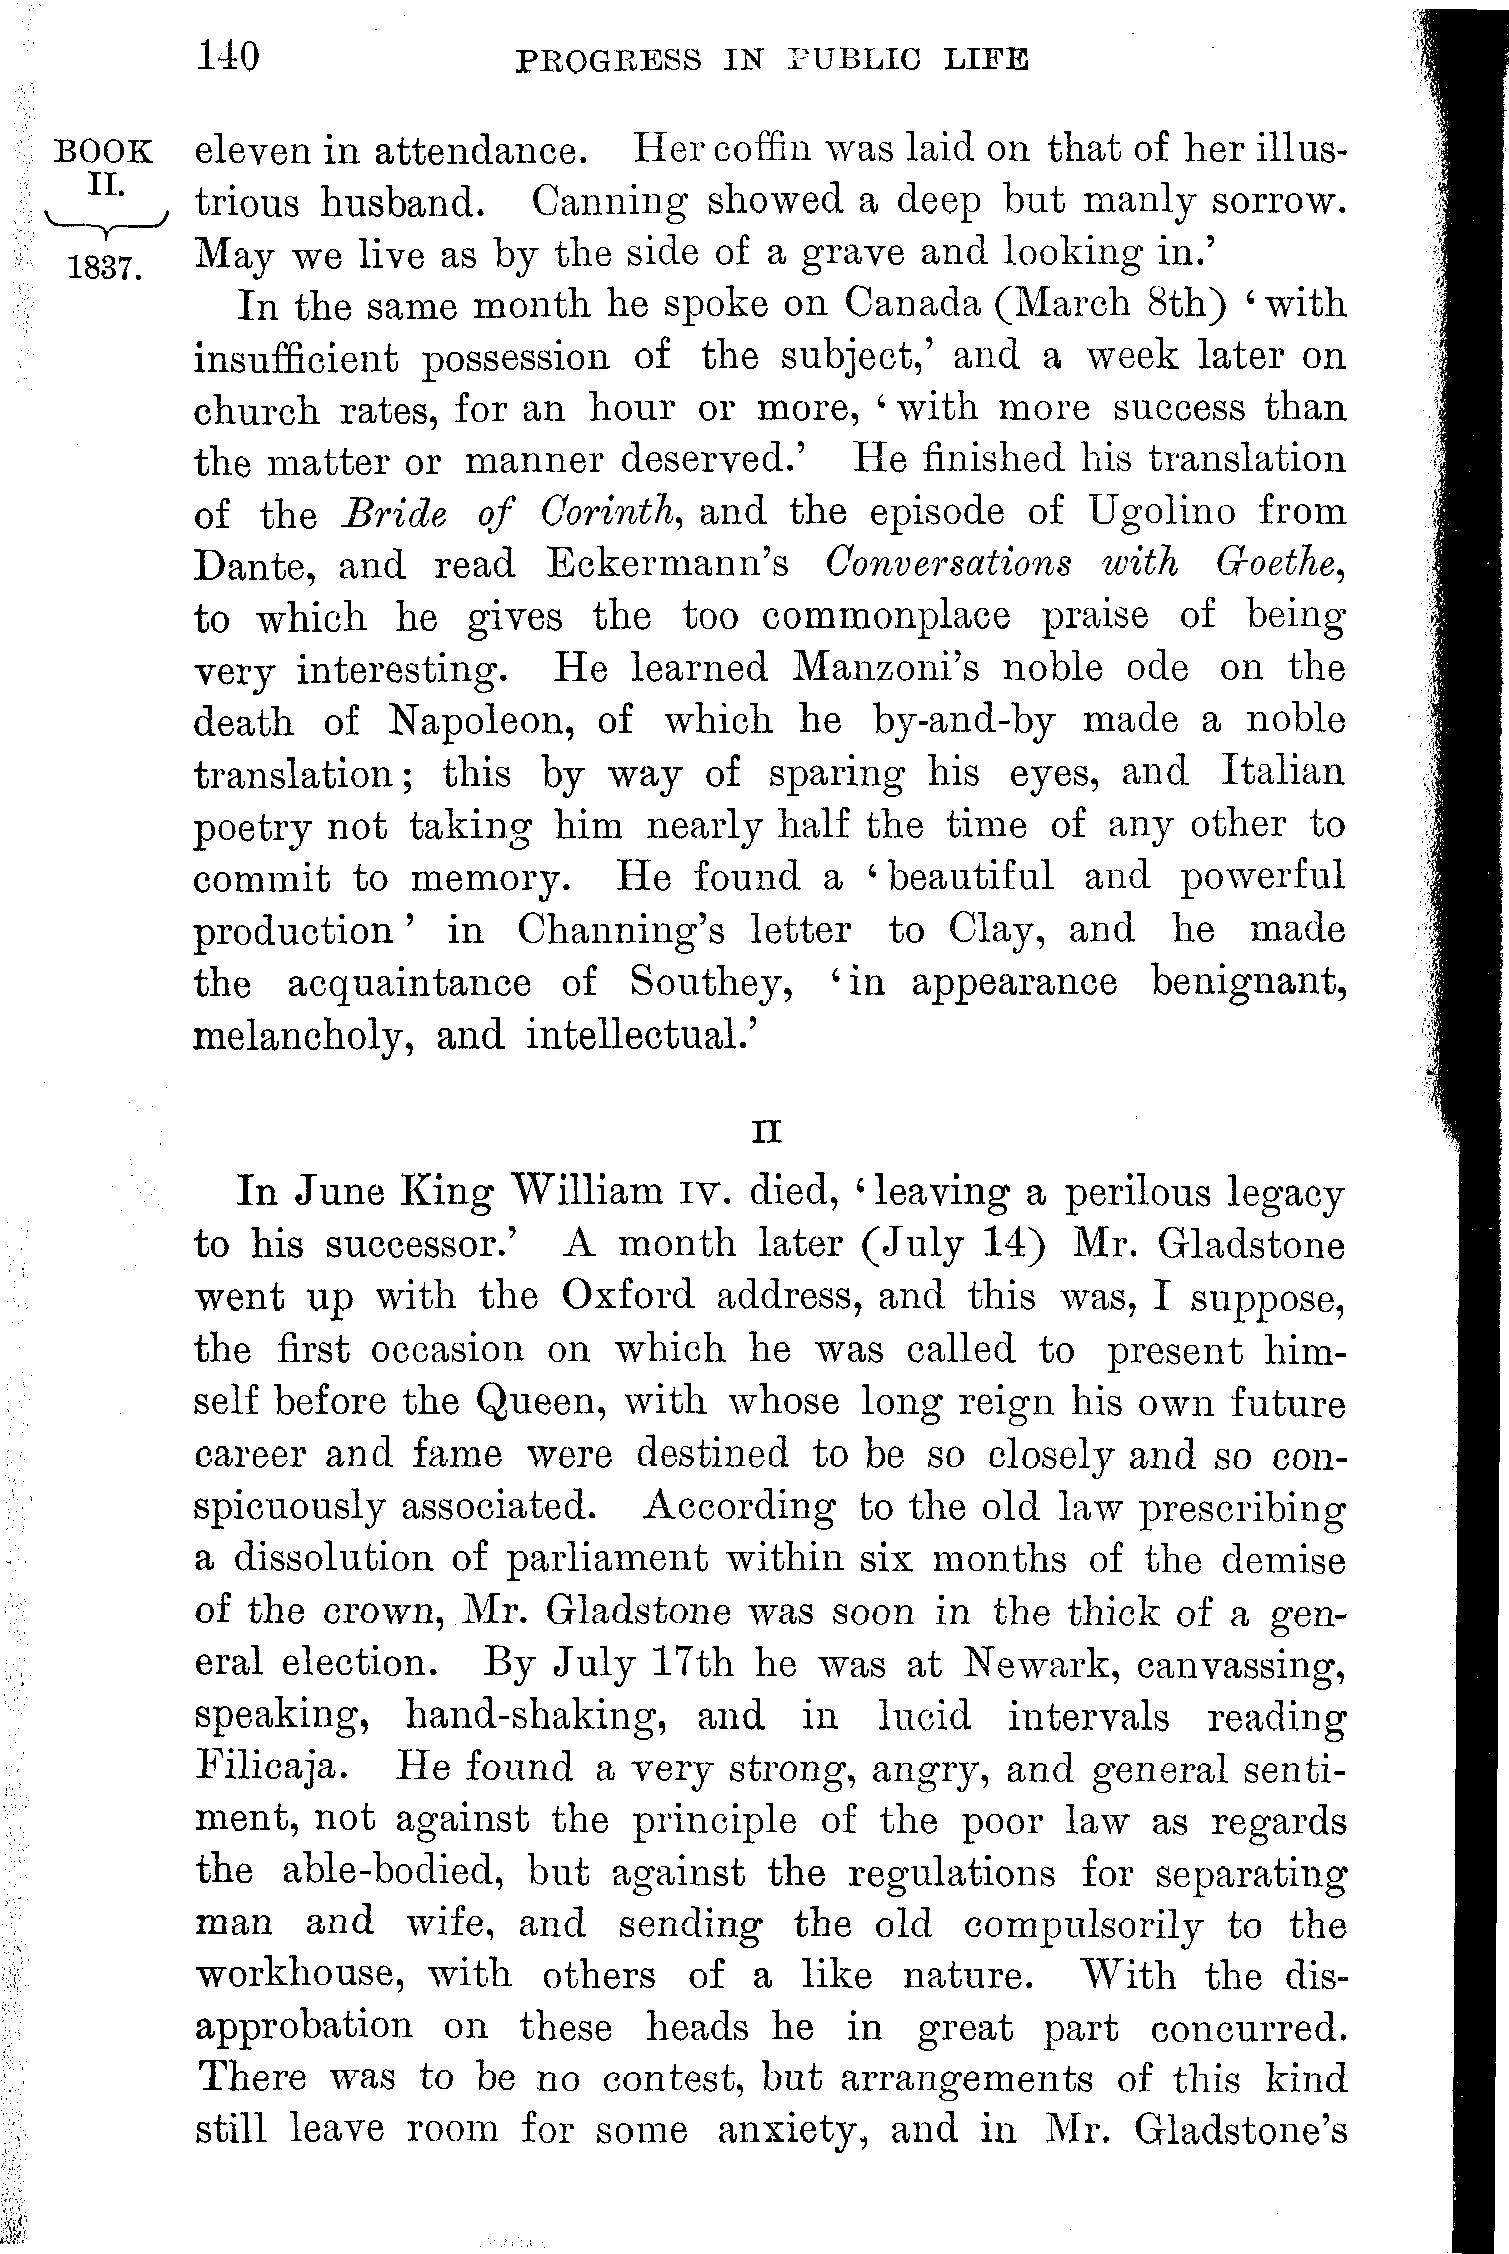 140 PROGRESS IN PUBLIC LIFE
BOOK
II.
1837.
eleven in attendance. Her coffin was laid on that of her illus-
trious husband. Canning showed a deep but manly sorrow.
May we live as by the side of a grave and looking in.’
In the same month he spoke on Canada (March 8th) ‘with
insufficient possession of the subject,’ and a week later on
church rates, for an hour or more, ‘with more success than
the matter or manner deserved.’ He finished his translation
of the Bride of Corinth, and the episode of Ugolino from
Dante, and read Eckermann’s Conversations with Goethe,
to which he gives the too commonplace praise of being
very interesting. He learned Manzoni’s noble ode on the
death of Napoleon, of which he by-and-by made a noble
translation; this by way of sparing his eyes, and Italian
poetry not taking him nearly half the time of any other to
commit to memory. He found a ‘beautiful and powerful
production’ in Channing’s letter to Clay, and he made
the acquaintance of Southey, ‘in appearance benignant,
melancholy, and intellectual.’
II
In June King William IV. died, ‘leaving a perilous legacy
to his successor.’ A month later (July 14) Mr. Gladstone
went up with the Oxford address, and this was, I suppose,
the first occasion on which he was called to present him-
self before the Queen, with whose long reign his own future
career and fame were destined to be so closely and so con-
spicuously associated. According to the old law prescribing
a dissolution of parliament within six months of the demise
of the crown, Mr. Gladstone was soon in the thick of a gen-
eral election. By July 17th he was at Newark, canvassing,
speaking, hand-shaking, and in lucid intervals reading
Filicaja. He found a very strong, angry, and general senti-
ment, not against the principle of the poor law as regards
the able-bodied, but against the regulations for separating
man and wife, and sending the old compulsorily to the
workhouse, with others of a like nature. With the dis-
approbation on these heads he in great part concurred.
There was to be no contest, but arrangements of this kind
still leave room for some anxiety, and in Mr. Gladstone’s